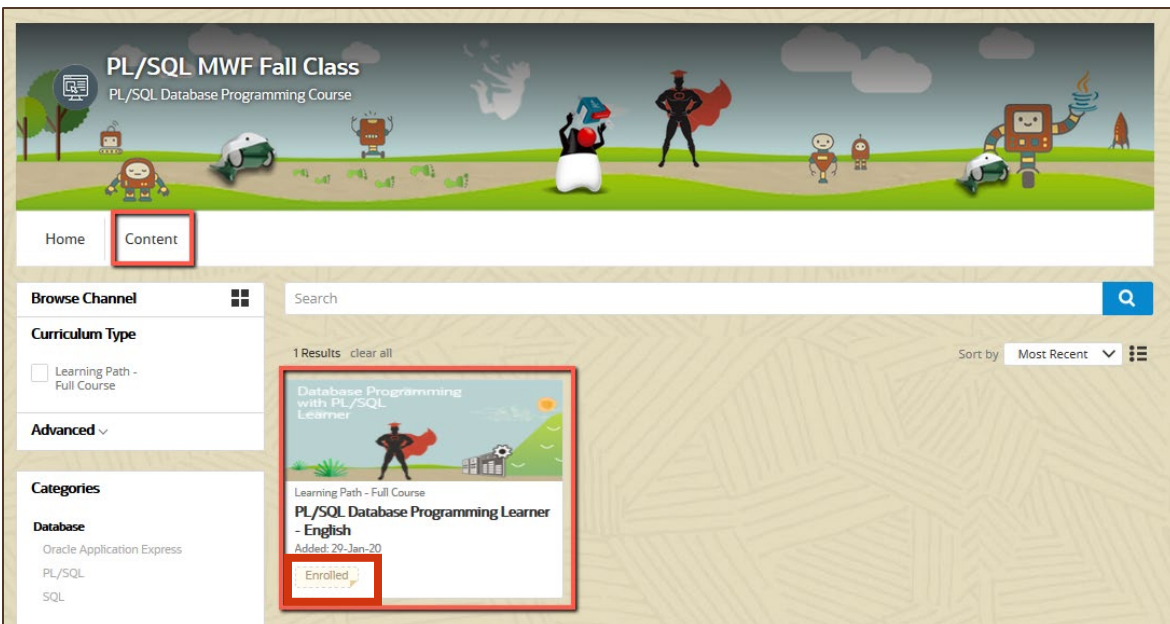 PL/SQL MWF Fall Class
PL/SQL Database Programming Course
Home
Content
Browse Channel
Search
Curriculum Type
Learning Path -
Full Course
Advanced
Categories
Database
Oracle Application Express
PL/SQL
SQL
1 Results clear all
Sort by Most Recent
Database Programming
with PL/SQL
Learner
Learning Path - Full Course
PL/SQL Database Programming Learner
- English
Added: 29-Jan-20
Enrolled